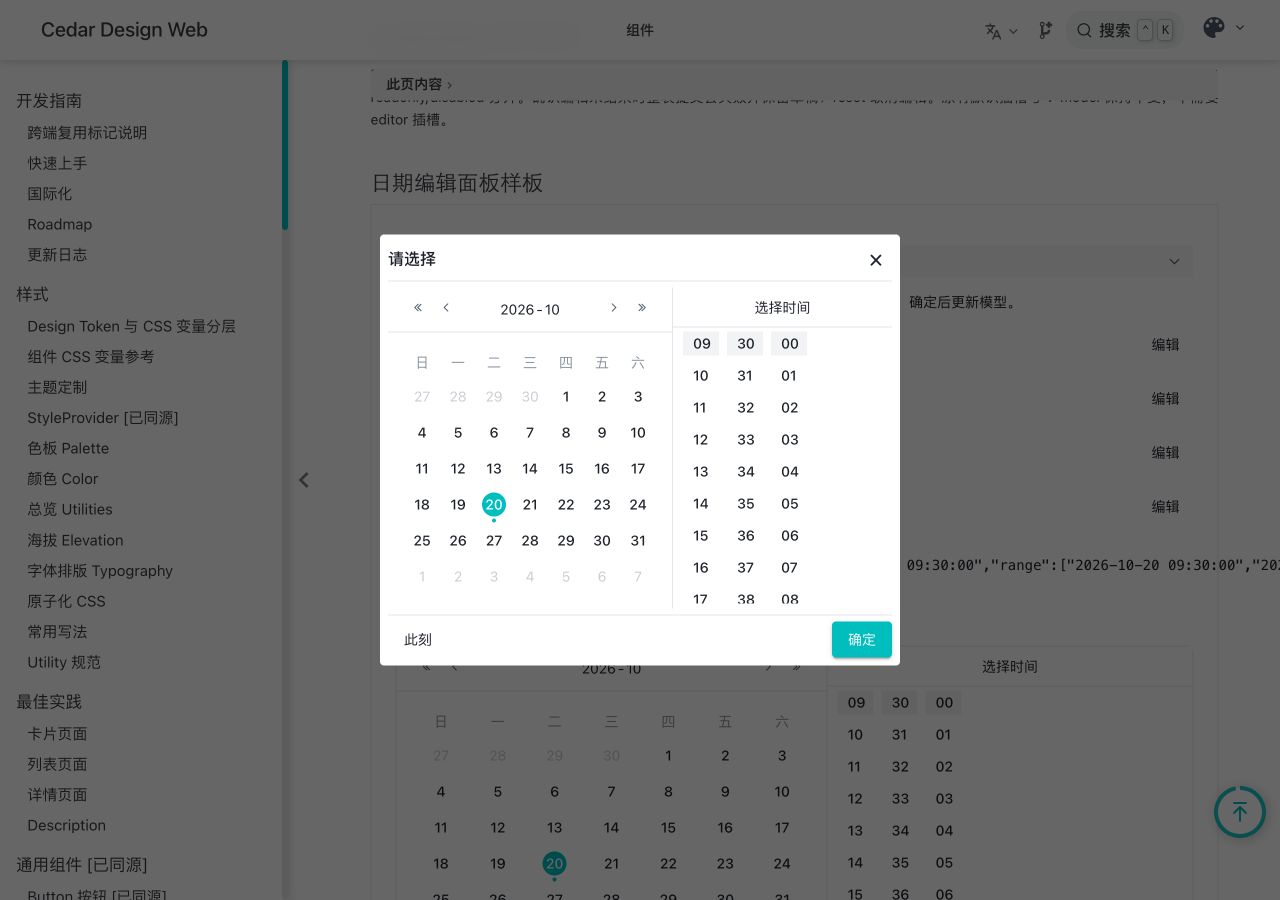 Cedar Design Web
组件
搜索 ^ K
开发指南
跨端复用标记说明
快速上手
国际化
Roadmap
更新日志
样式
Design Token 与 CSS 变量分层
组件 CSS 变量参考
主题定制
StyleProvider [已同源]
色板 Palette
颜色 Color
总览 Utilities
海拔 Elevation
字体排版 Typography
原子化 CSS
常用写法
Utility 规范
最佳实践
卡片页面
列表页面
详情页面
Description
通用组件 [已同源]
Button 按钮 [已同源]
此页内容
editor 插槽。
日期编辑面板样板
确定后更新模型。
编辑
编辑
编辑
编辑
09:30:00","range":["2026-10-20 09:30:00","202
请选择
« ‹ 2026-10 › »
日 一 二 三 四 五 六
27 28 29 30 1 2 3
4 5 6 7 8 9 10
11 12 13 14 15 16 17
18 19 20 21 22 23 24
25 26 27 28 29 30 31
1 2 3 4 5 6 7
选择时间
09 30 00
10 31 01
11 32 02
12 33 03
13 34 04
14 35 05
15 36 06
16 37 07
17 38 08
此刻
确定
2026-10
日 一 二 三 四 五 六
27 28 29 30 1 2 3
4 5 6 7 8 9 10
11 12 13 14 15 16 17
18 19 20 21 22 23 24
25 26 27 28 29 30 31
选择时间
09 30 00
10 31 01
11 32 02
12 33 03
13 34 04
14 35 05
15 36 06